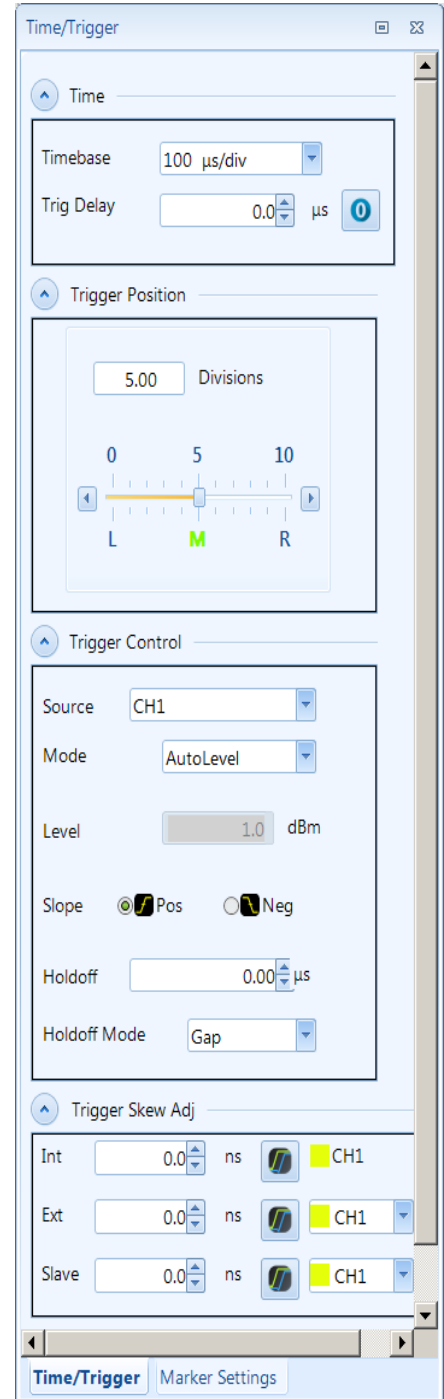 Time/Trigger
Time
Timebase 100 µs/div
Trig Delay 0.0 µs 0
Trigger Position
5.00 Divisions
0 5 10
L M R
Trigger Control
Source CH1
Mode AutoLevel
Level 1.0 dBm
Slope Pos Neg
Holdoff 0.00 µs
Holdoff Mode Gap
Trigger Skew Adj
Int 0.0 ns CH1
Ext 0.0 ns CH1
Slave 0.0 ns CH1
Time/Trigger Marker Settings